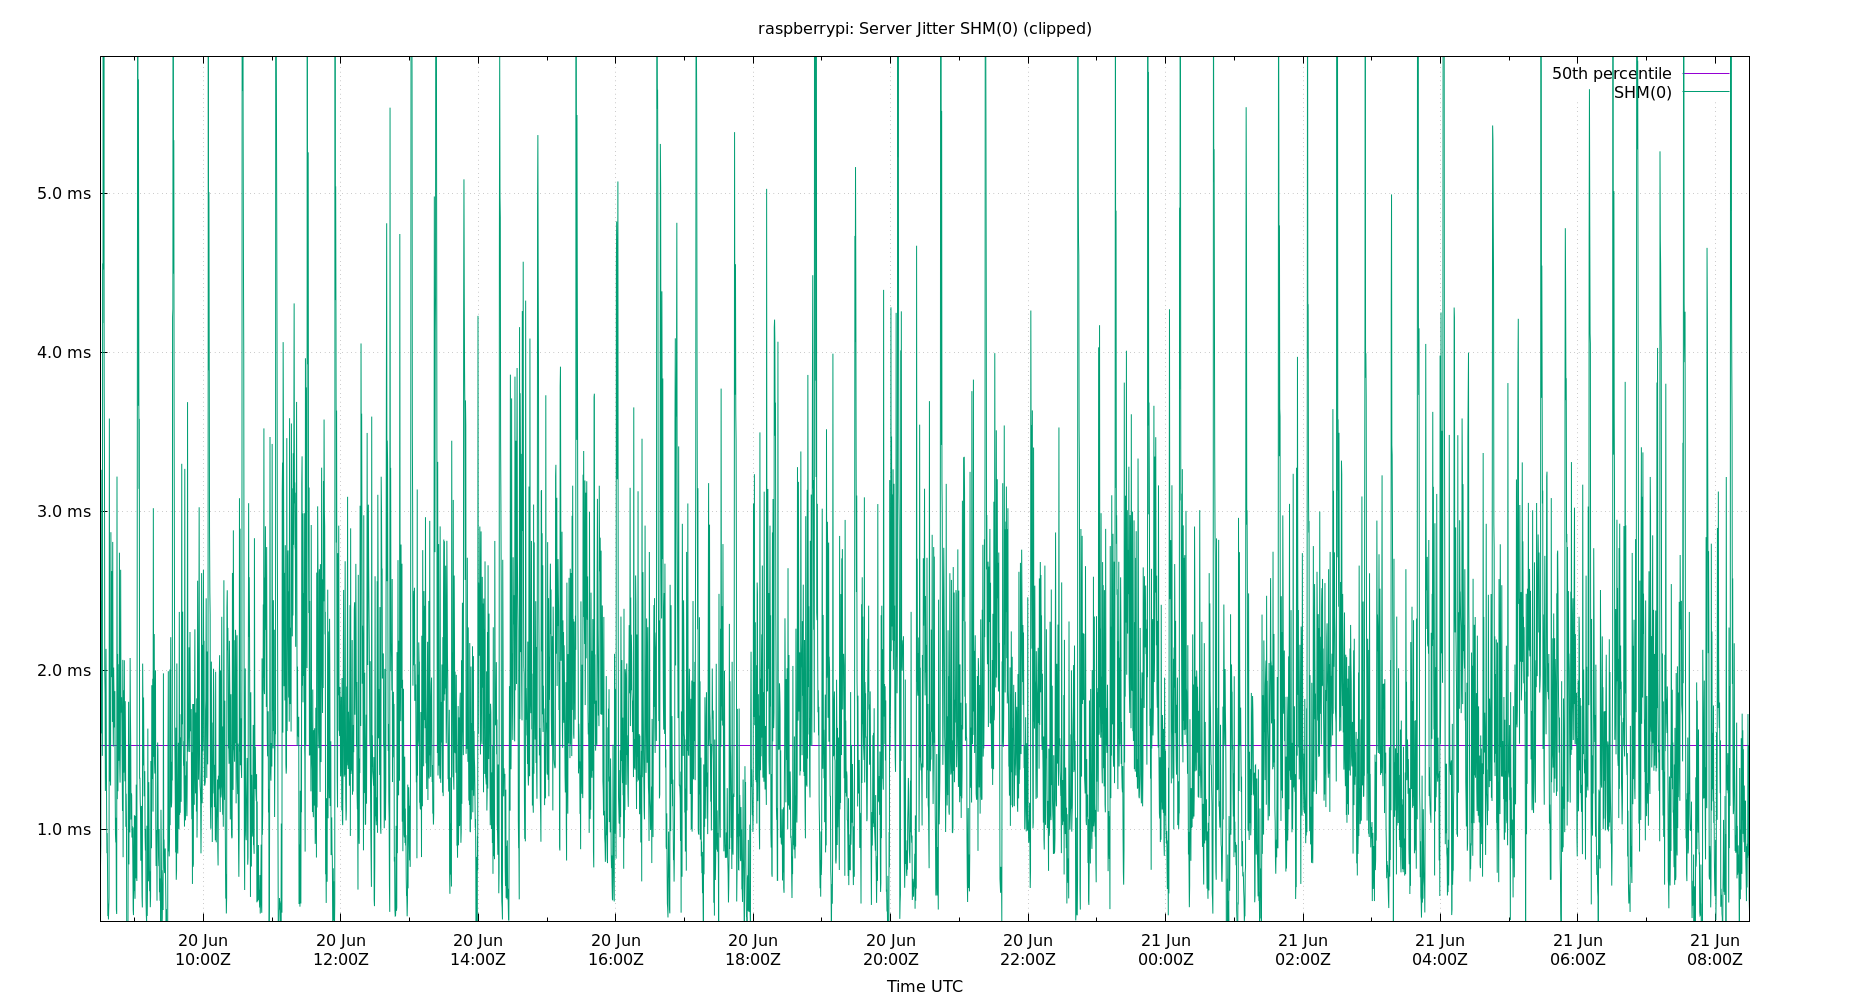 raspberrypi: Server Jitter SHM(0) (clipped)
50th percentile
SHM(0)
5.0 ms
4.0 ms
3.0 ms
2.0 ms
1.0 ms
20 Jun 20 Jun 20 Jun 20 Jun 20 Jun 20 Jun 20 Jun 21 Jun 21 Jun 21 Jun 21 Jun 21 Jun
10:00Z 12:00Z 14:00Z 16:00Z 18:00Z 20:00Z 22:00Z 00:00Z 02:00Z 04:00Z 06:00Z 08:00Z
Time UTC